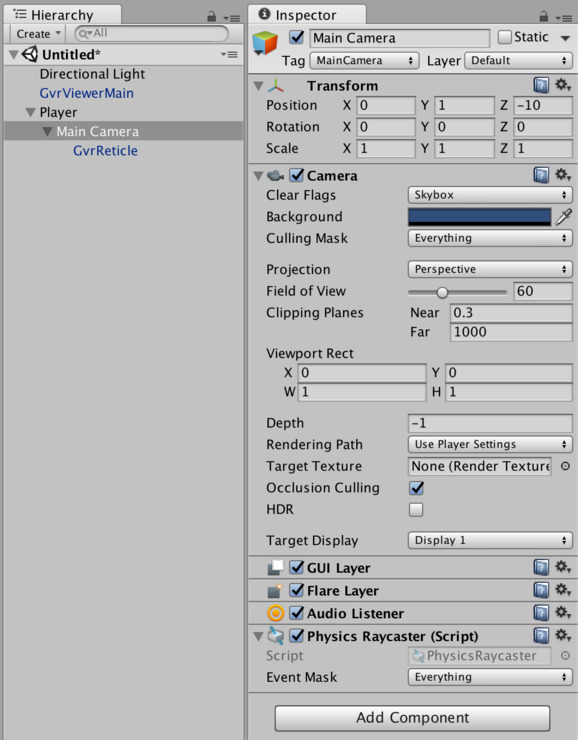 Hierarchy
Create
All
Untitled*
Directional Light
GvrViewerMain
Player
Main Camera
GvrReticle
Inspector
Main Camera
Static
Tag MainCamera Layer Default
Transform
Position X 0 Y 1 Z -10
Rotation X 0 Y 0 Z 0
Scale X 1 Y 1 Z 1
Camera
Clear Flags Skybox
Background
Culling Mask Everything
Projection Perspective
Field of View 60
Clipping Planes Near 0.3
Far 1000
Viewport Rect
X 0 Y 0
W 1 H 1
Depth -1
Rendering Path Use Player Settings
Target Texture None (Render Texture
Occlusion Culling
HDR
Target Display Display 1
GUI Layer
Flare Layer
Audio Listener
Physics Raycaster (Script)
Script PhysicsRaycaster
Event Mask Everything
Add Component